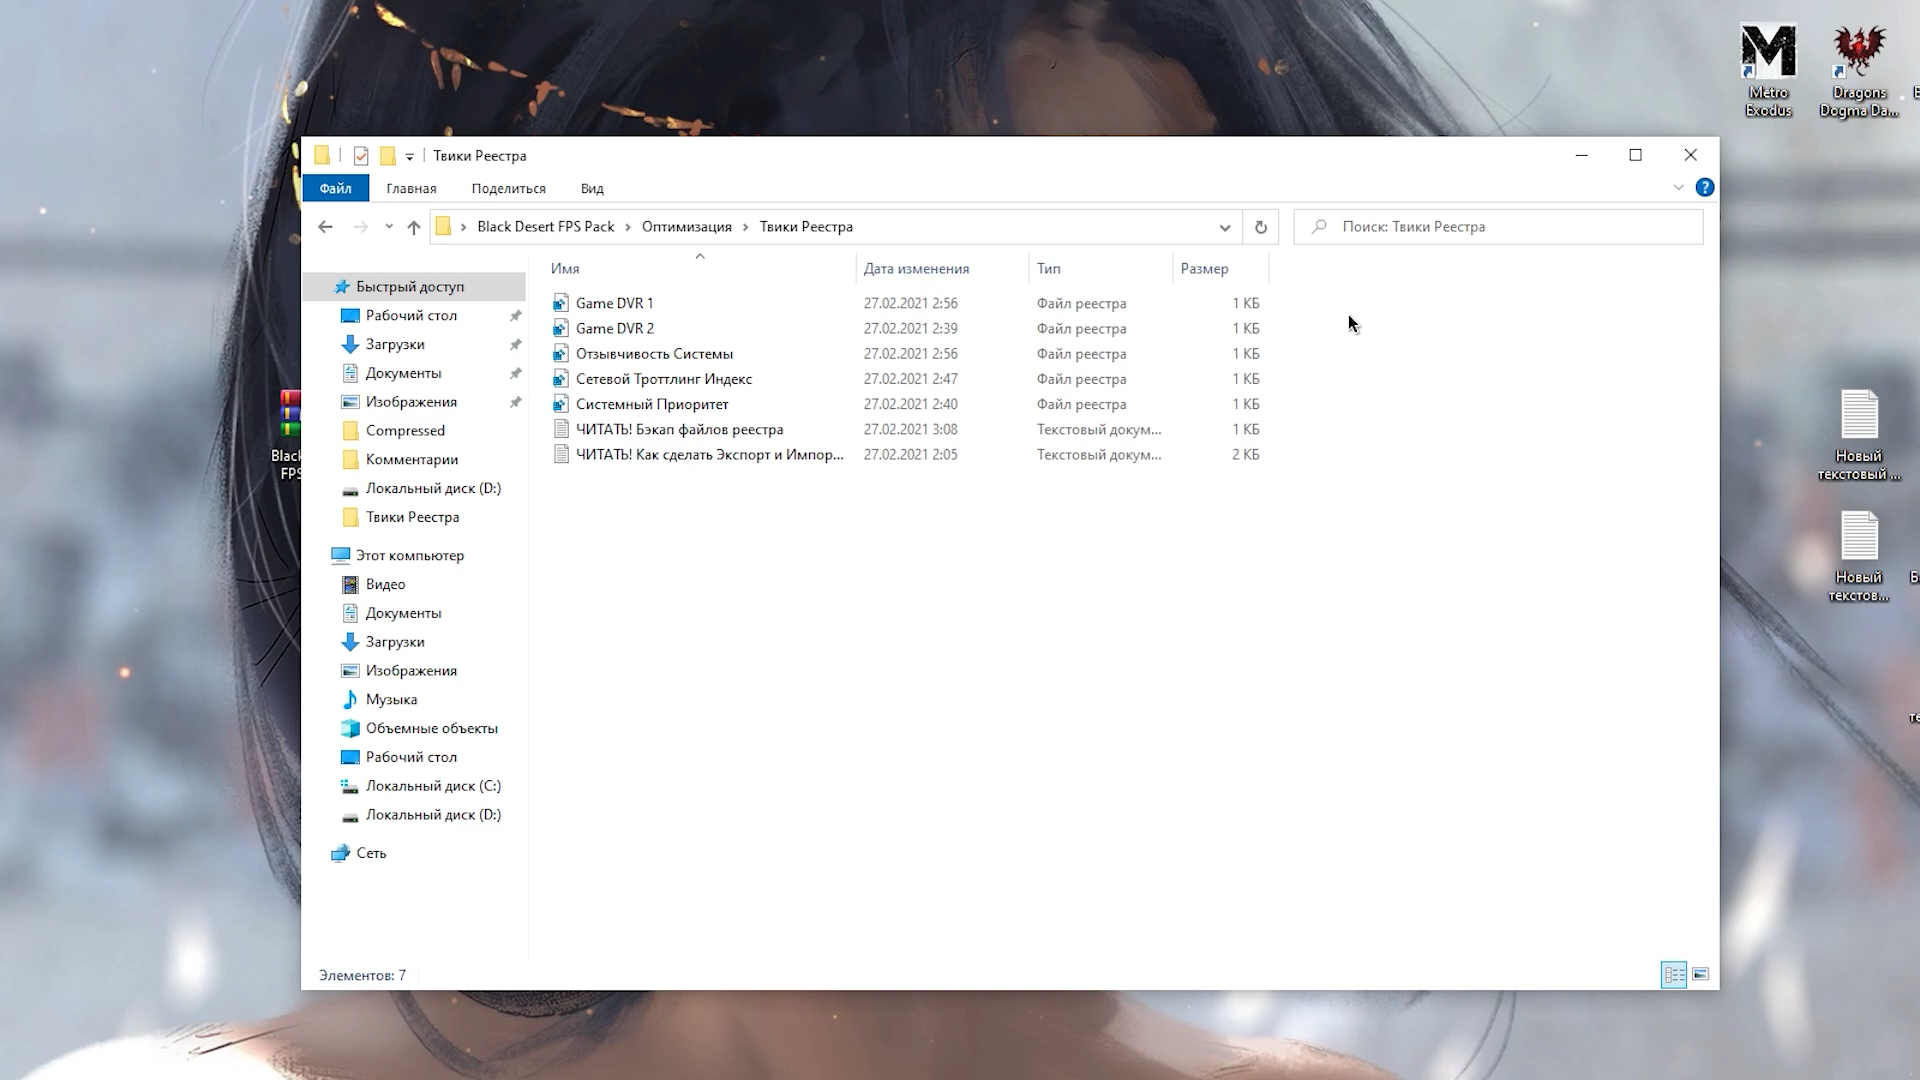 Metro
Exodus
Dragons
Dogma Da...
Твики Реестра
Файл
Главная
Поделиться
Вид
Black Desert FPS Pack
Оптимизация
Твики Реестра
Поиск: Твики Реестра
Имя
Дата изменения
Тип
Размер
Game DVR 1 27.02.2021 2:56 Файл реестра 1 КБ
Game DVR 2 27.02.2021 2:39 Файл реестра 1 КБ
Отзывчивость Системы 27.02.2021 2:56 Файл реестра 1 КБ
Сетевой Троттлинг Индекс 27.02.2021 2:47 Файл реестра 1 КБ
Системный Приоритет 27.02.2021 2:40 Файл реестра 1 КБ
ЧИТАТЬ! Бэкап файлов реестра 27.02.2021 3:08 Текстовый докум... 1 КБ
ЧИТАТЬ! Как сделать Экспорт и Импор... 27.02.2021 2:05 Текстовый докум... 2 КБ
Быстрый доступ
Рабочий стол
Загрузки
Документы
Изображения
Compressed
Комментарии
Локальный диск (D:)
Твики Реестра
Этот компьютер
Видео
Документы
Загрузки
Изображения
Музыка
Объемные объекты
Рабочий стол
Локальный диск (C:)
Локальный диск (D:)
Сеть
Элементов: 7
Black
FPS
Новый
текстовый ...
Новый
текстов...